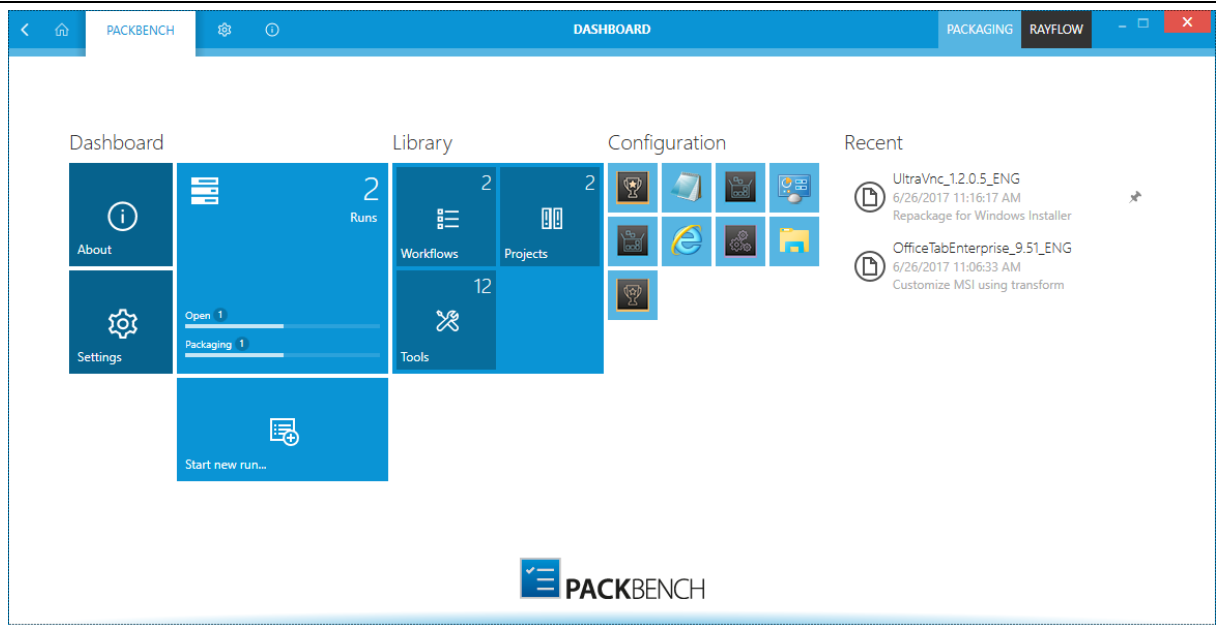 PACKBENCH
DASHBOARD
PACKAGING
RAYFLOW
Dashboard
About
Settings
2
Runs
Open 1
Packaging 1
Start new run...
Library
2
Workflows
2
Projects
12
Tools
Configuration
Recent
UltraVnc_1.2.0.5_ENG
6/26/2017 11:16:17 AM
Repackage for Windows Installer
OfficeTabEnterprise_9.51_ENG
6/26/2017 11:06:33 AM
Customize MSI using transform
PACKBENCH